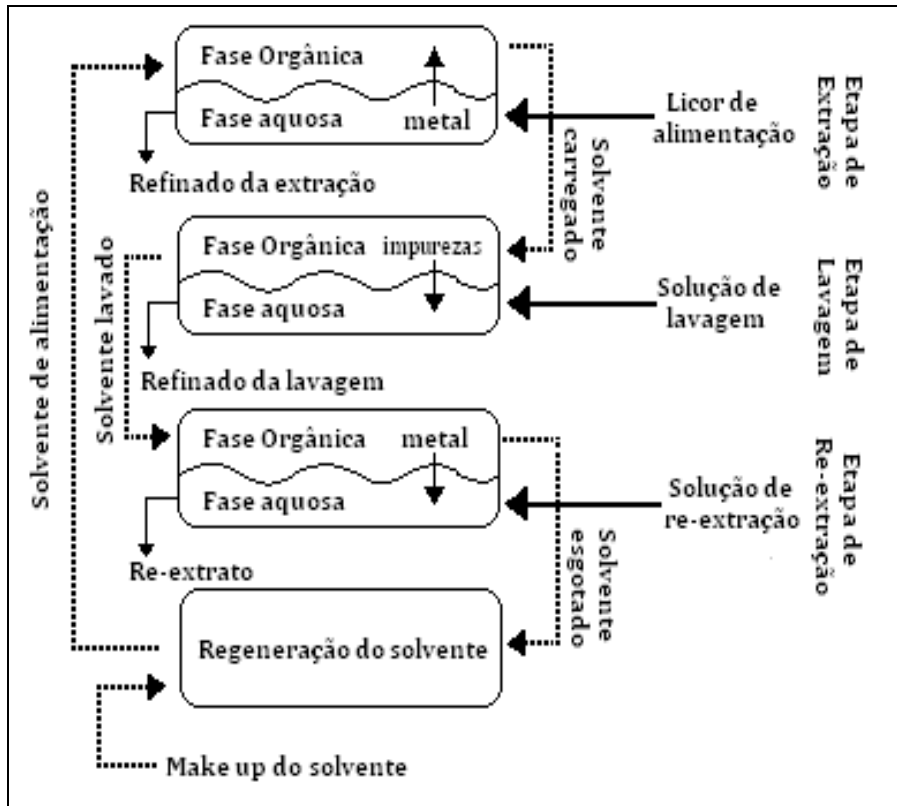 Fase Orgânica
Fase aquosa
metal
Licor de
alimentação
Etapa de
Extração
Refinado da extração
Solvente
carregado
Solvente de alimentação
Fase Orgânica
impurezas
Fase aquosa
Solução de
lavagem
Etapa de
Lavagem
Solvente lavado
Refinado da lavagem
Fase Orgânica
metal
Fase aquosa
Solução de
re-extração
Etapa de
Re-extração
Re-extrato
Solvente
esgotado
Regeneração do solvente
Make up do solvente